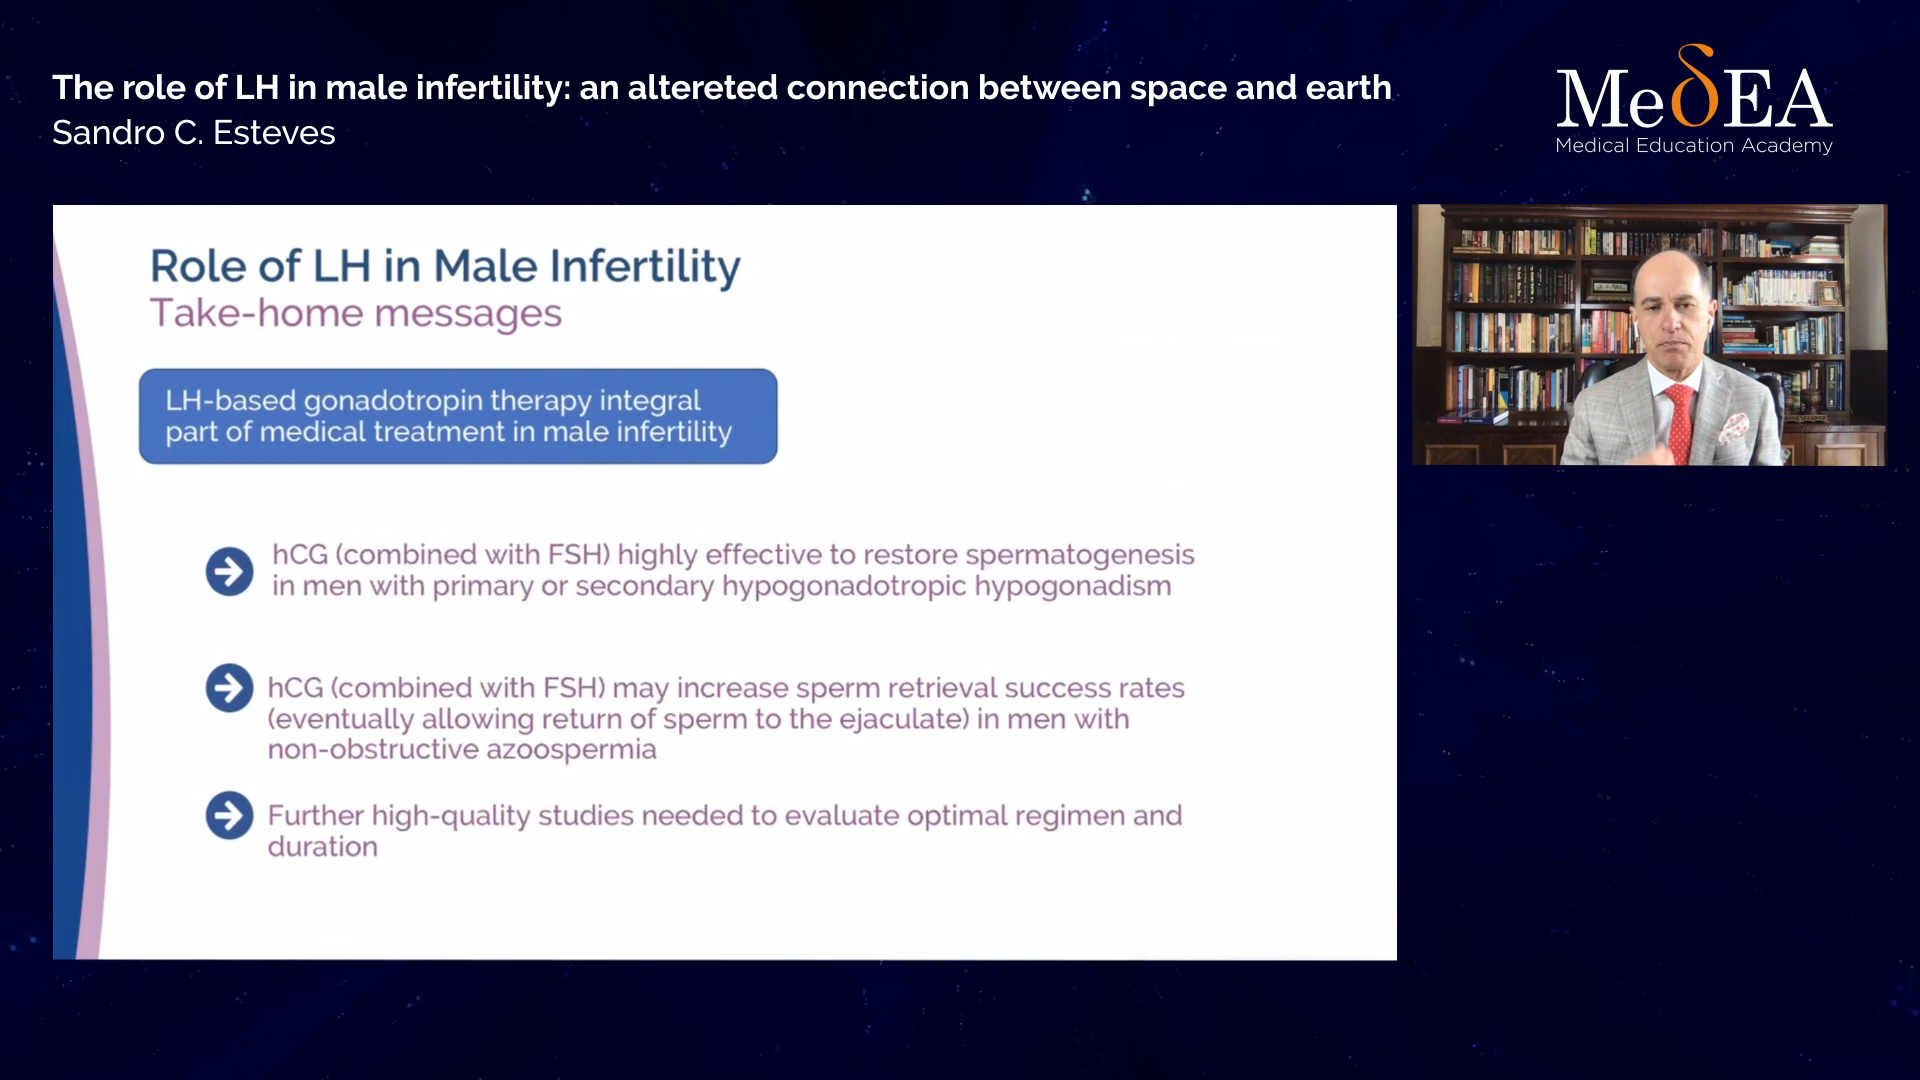 The role of LH in male infertility: an altereted connection between space and earth
Sandro C. Esteves
MeδEA
Medical Education Academy
Role of LH in Male Infertility
Take-home messages
LH-based gonadotropin therapy integral
part of medical treatment in male infertility
hCG (combined with FSH) highly effective to restore spermatogenesis
in men with primary or secondary hypogonadotropic hypogonadism
hCG (combined with FSH) may increase sperm retrieval success rates
(eventually allowing return of sperm to the ejaculate) in men with
non-obstructive azoospermia
Further high-quality studies needed to evaluate optimal regimen and
duration